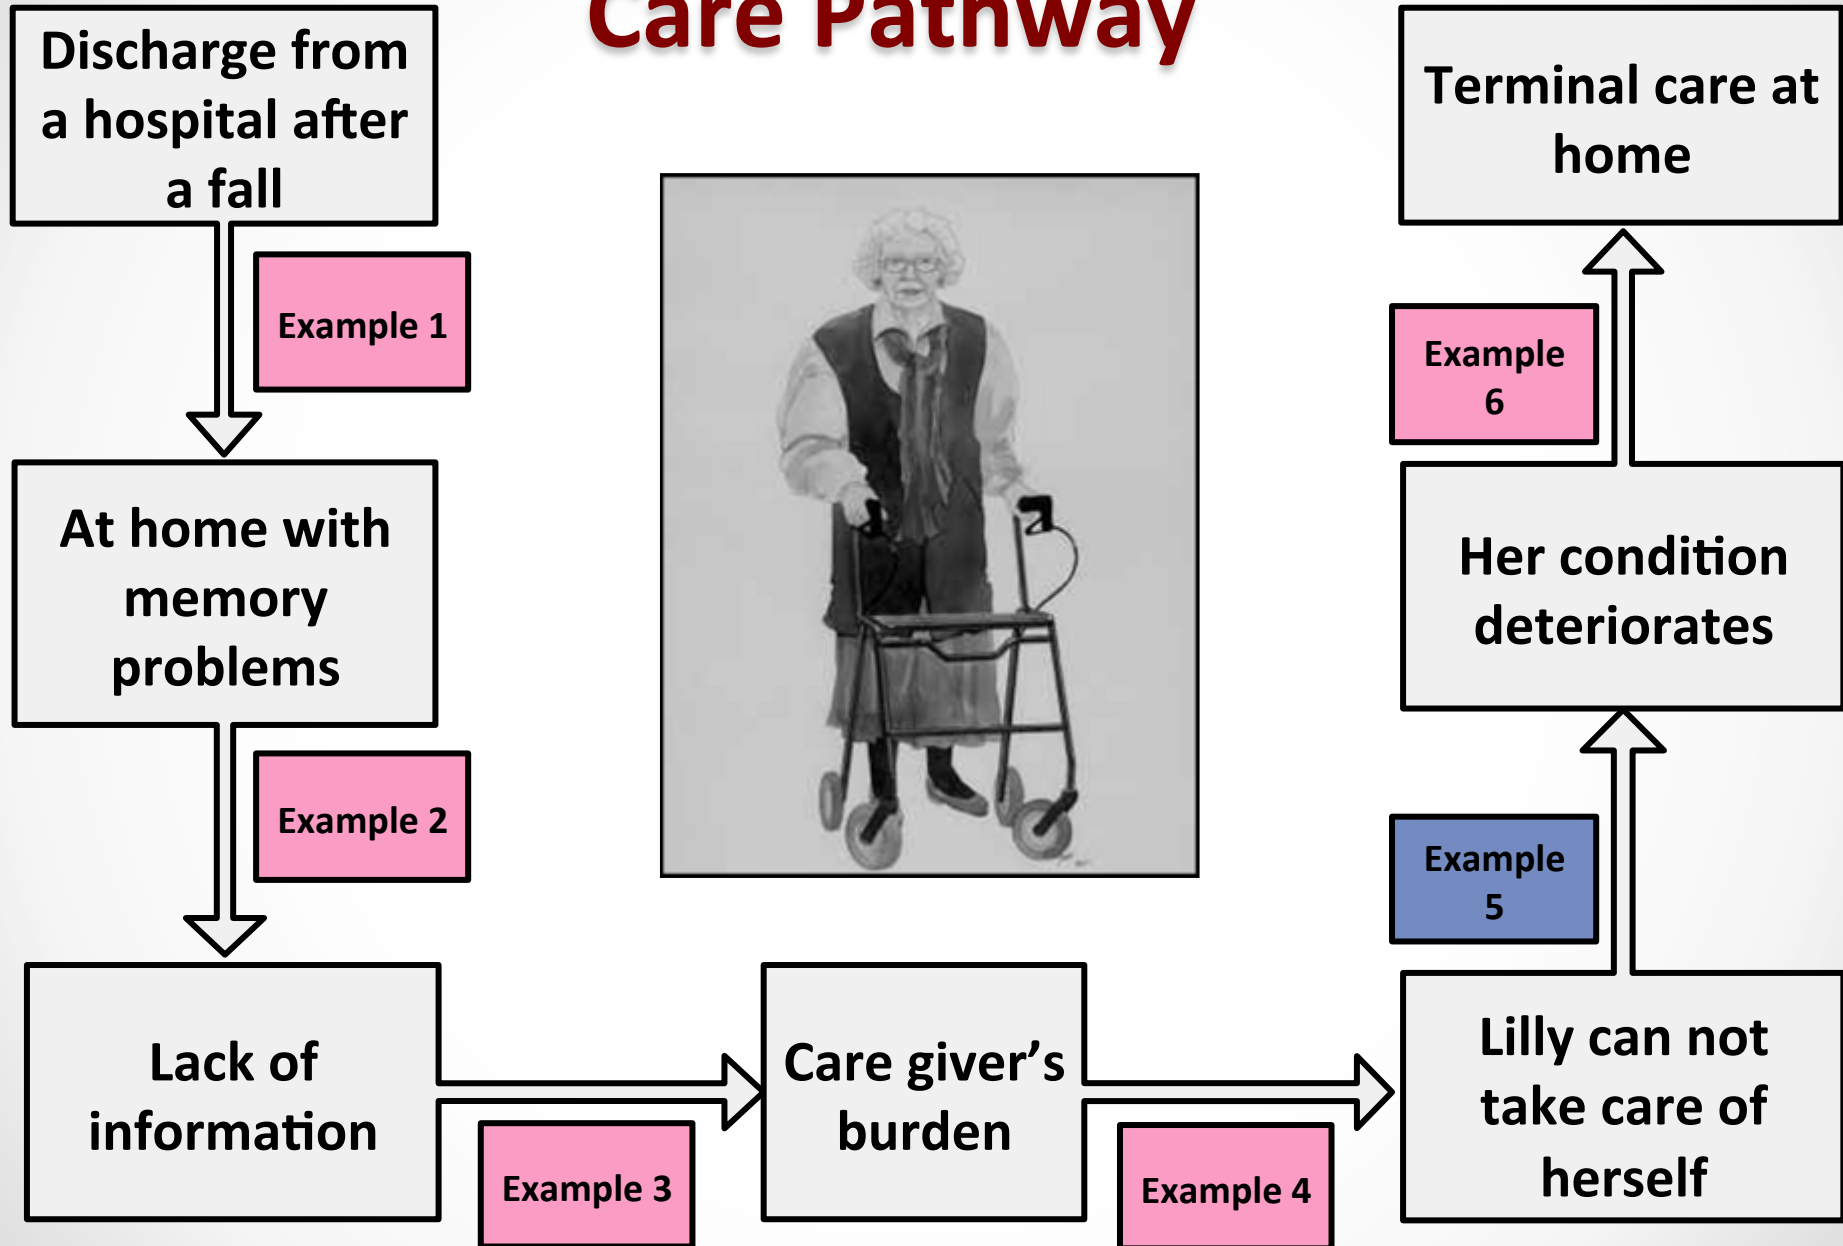 Care Pathway
Discharge from
a hospital after
a fall
Example 1
At home with
memory
problems
Example 2
Lack of
information
Example 3
Care giver’s
burden
Example 4
Lilly can not
take care of
herself
Example
5
Her condition
deteriorates
Example
6
Terminal care at
home